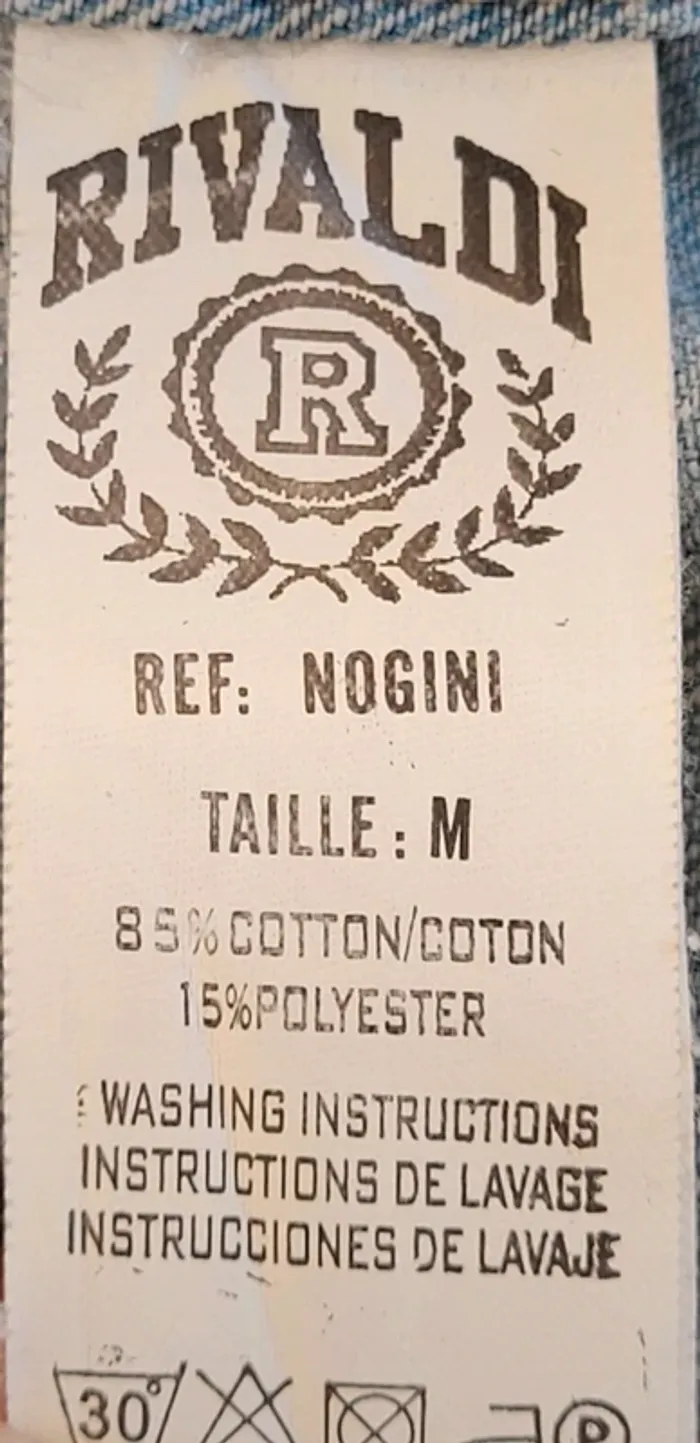 RIVALDI
R
REF: NOGINI
TAILLE: M
85% COTTON/COTON
15%POLYESTER
WASHING INSTRUCTIONS
INSTRUCTIONS DE LAVAGE
INSTRUCCIONES DE LAVAJE
30° P